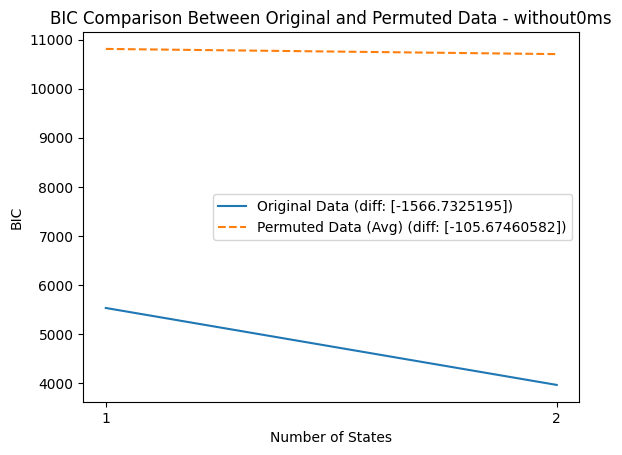 BIC Comparison Between Original and Permuted Data - without0ms
11000
10000
9000
8000
7000
6000
5000
4000
BIC
Original Data (diff: [-1566.7325195])
Permuted Data (Avg) (diff: [-105.67460582])
1
2
Number of States